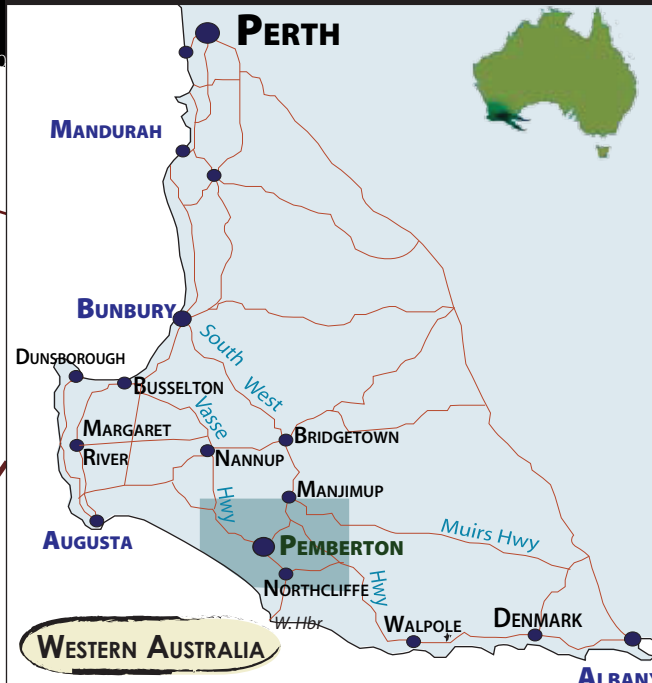 PERTH
MANDURAH
BUNBURY
South
West
DUNSBOROUGH
BUSSELTON
Vasse
MARGARET
RIVER
BRIDGETOWN
NANNUP
MANJIMUP
Hwy
Muirs Hwy
AUGUSTA
PEMBERTON
Hwy
NORTHCLIFFE
W. Hbr
WALPOLE
DENMARK
WESTERN AUSTRALIA
ALBANY